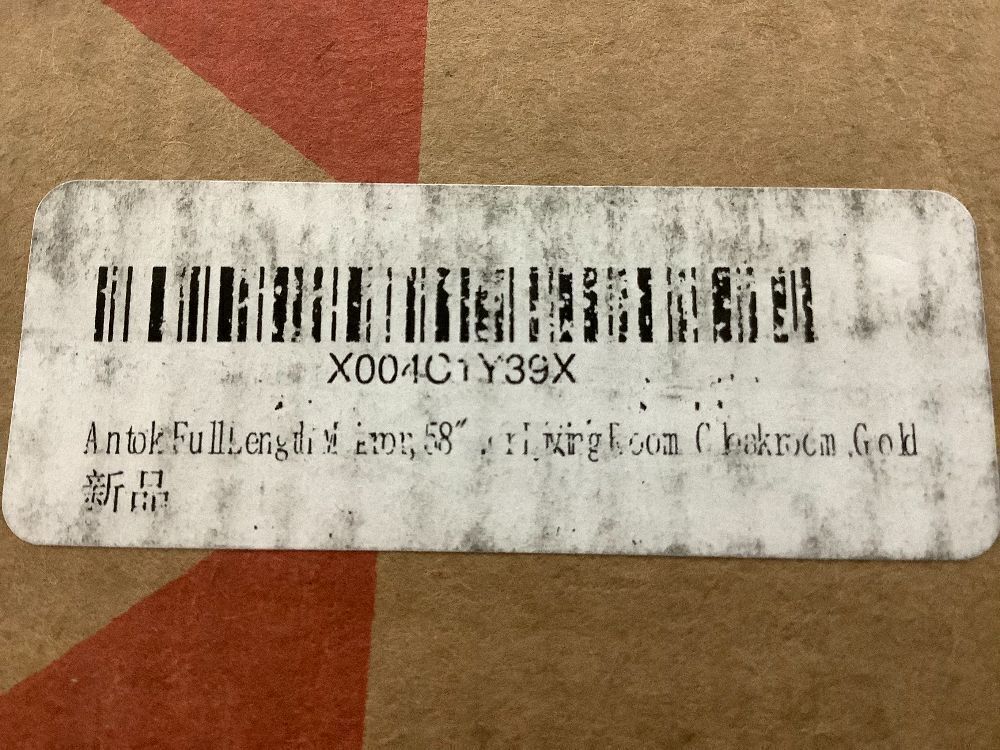 X004C1Y39X
Antok Full Length Mirror, 58" Living Room Cloakroom, Gold
新品